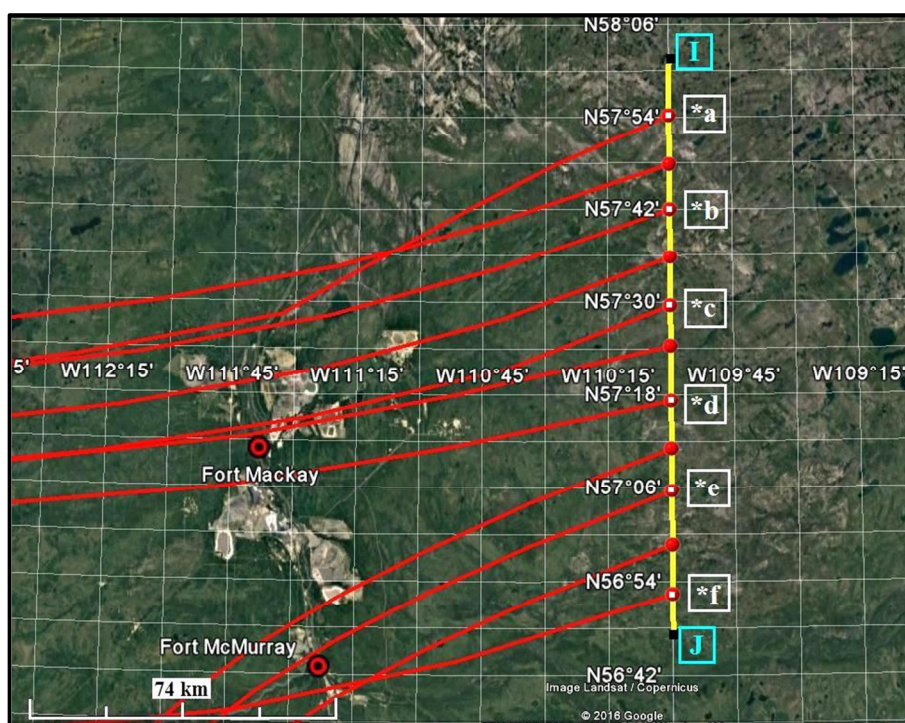 N58°06'
I
N57°54'
*a
N57°42'
*b
N57°30'
*c
5' W112°15' W111°45' W111°15' W110°45' W110°15' W109°45' W109°15'
N57°18'
*d
Fort Mackay
N57°06'
*e
N56°54'
*f
Fort McMurray
J
74 km
N56°42'
Image Landsat / Copernicus
© 2016 Google